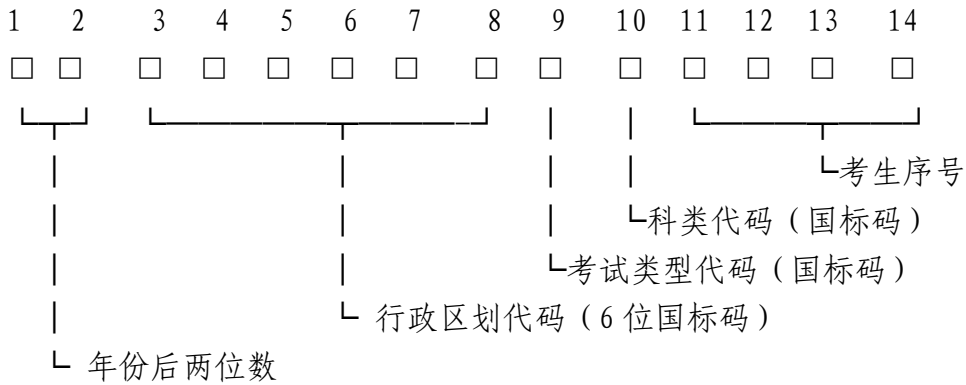 1 2 3 4 5 6 7 8 9 10 11 12 13 14
□ □ □ □ □ □ □ □ □ □ □ □ □ □
考生序号
科类代码（国标码）
考试类型代码（国标码）
行政区划代码（6位国标码）
年份后两位数